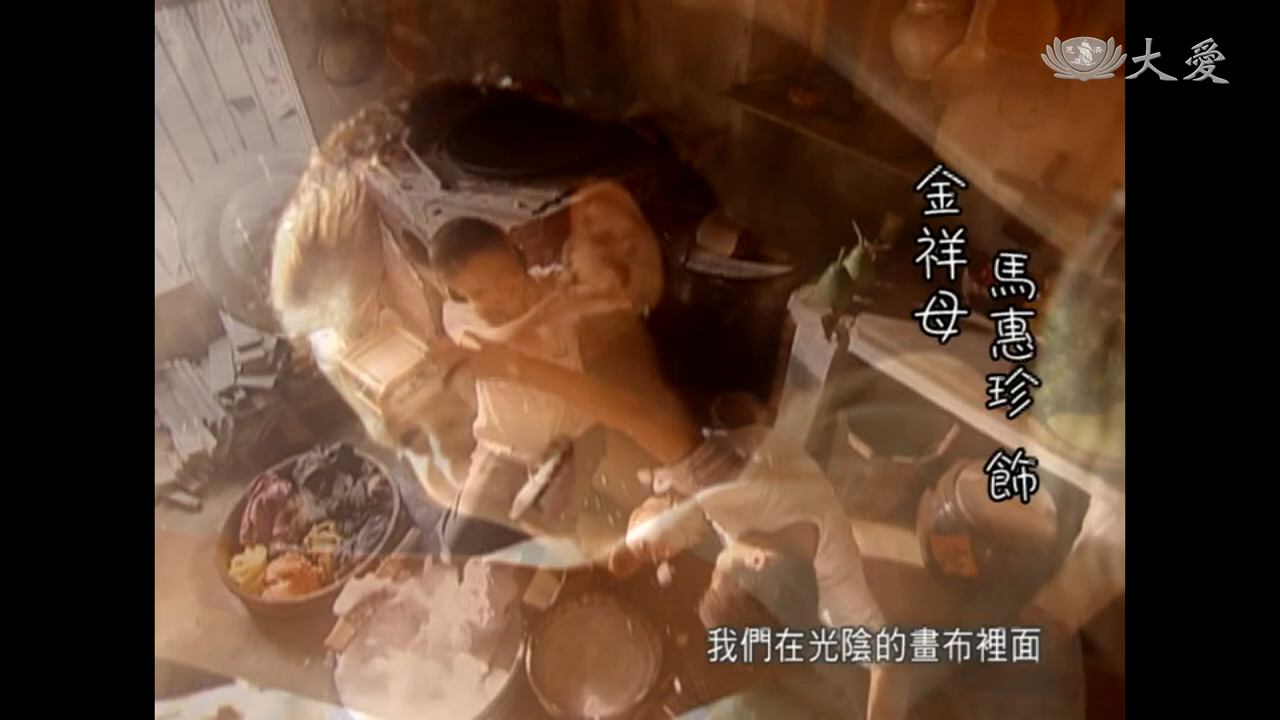 大愛
金祥母
馬惠珍 飾
我們在光陰的畫布裡面